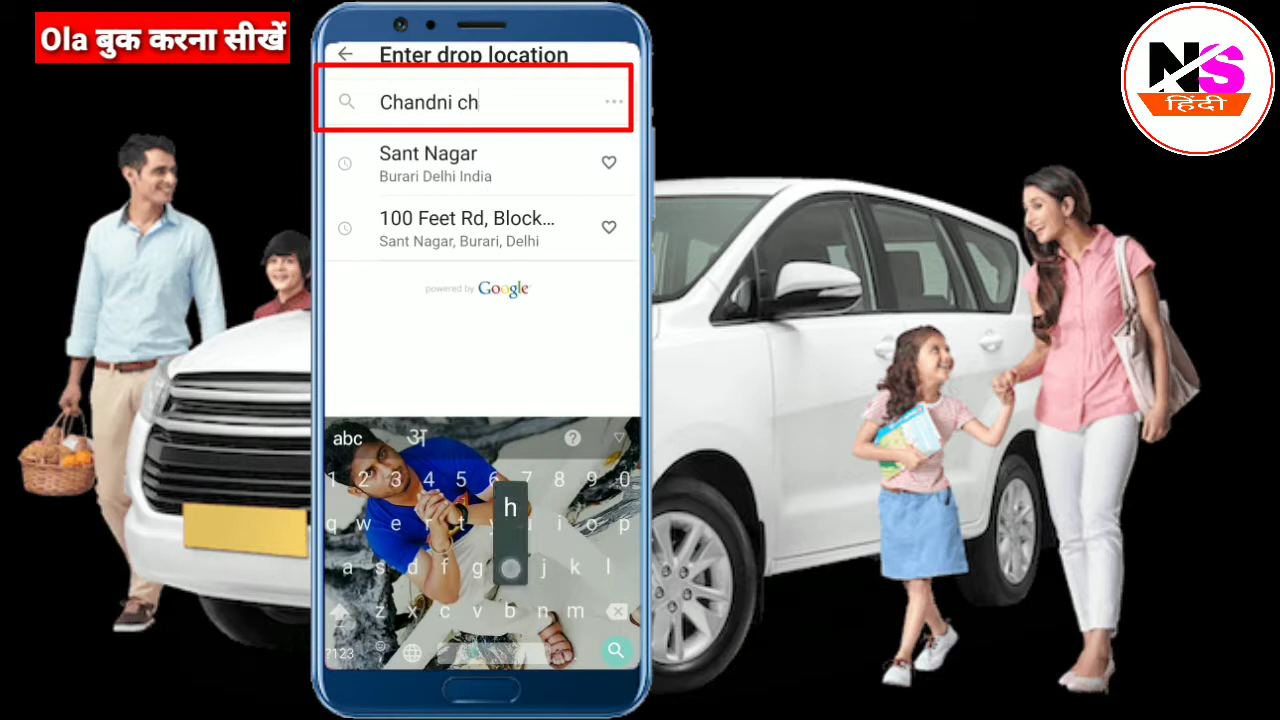 Ola बुक करना सीखें
NS
हिंदी
Enter drop location
Chandni ch
Sant Nagar
Burari Delhi India
100 Feet Rd, Block...
Sant Nagar, Burari, Delhi
powered by Google
abc अ ?
1 2 3 4 5 6 7 8 9 0
h
q w e r t y i o p
a s d f g j k l
z x c v b n m
?123